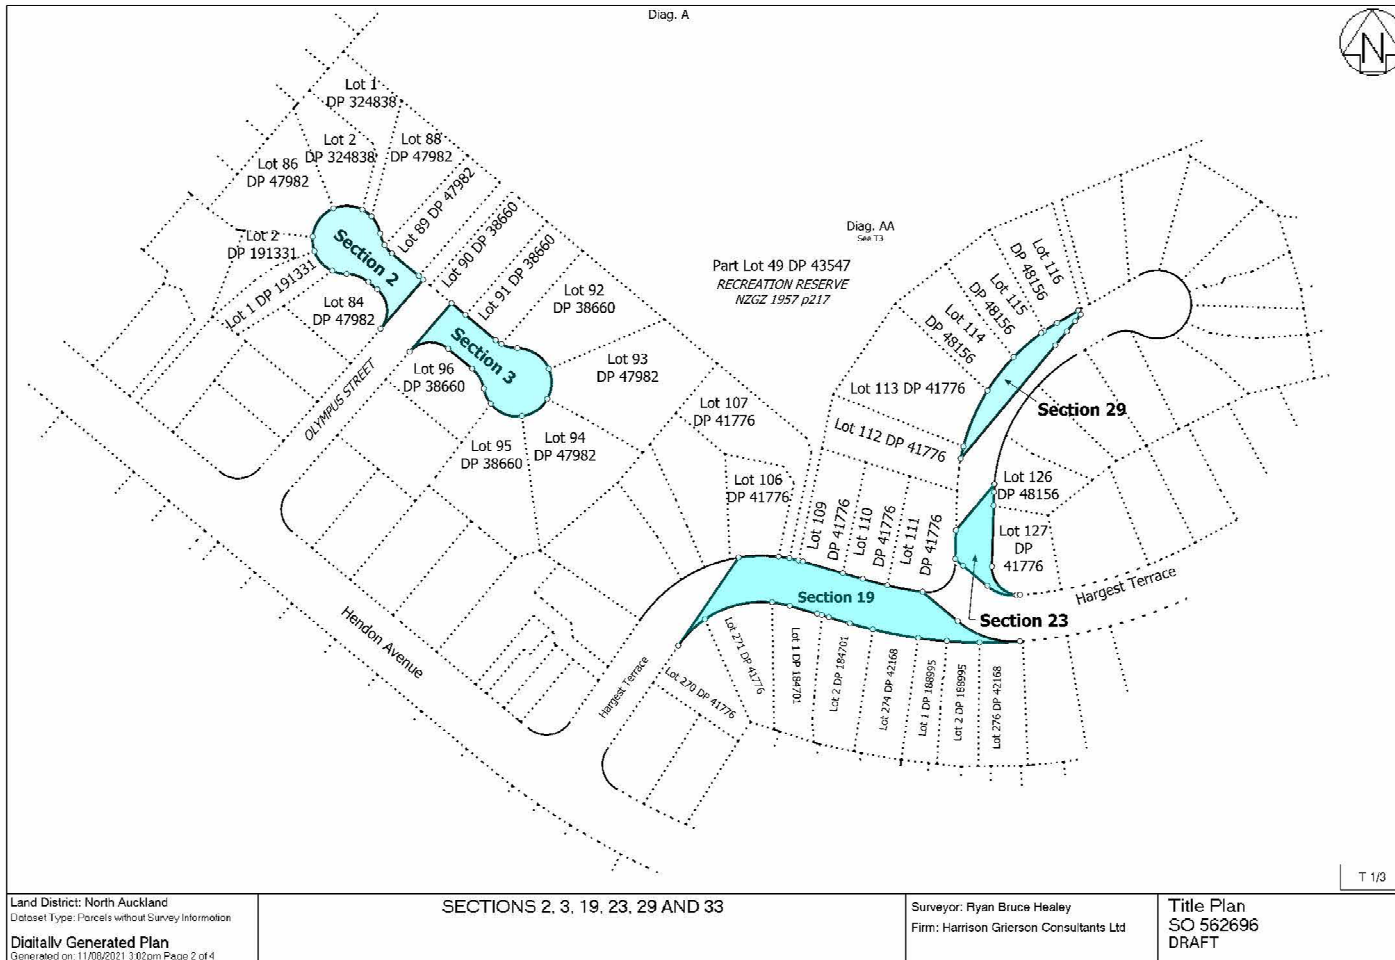 Diag. A
N
Lot 1
DP 324838
Lot 2
DP 324838
Lot 88
DP 47982
Lot 86
DP 47982
Lot 89 DP 47982
Lot 90 DP 38660
Lot 91 DP 38660
Lot 2
DP 191331
Lot 1 DP 191331
Section 2
Lot 84
DP 47982
Lot 92
DP 38660
Section 3
Lot 96
DP 38660
Lot 93
DP 47982
OLYMPUS STREET
Lot 95
DP 38660
Lot 94
DP 47982
Lot 107
DP 41776
Lot 106
DP 41776
Diag. AA
See T3
Part Lot 49 DP 43547
RECREATION RESERVE
NZGZ 1957 p217
Lot 116
DP 48156
Lot 115
DP 48156
Lot 114
DP 48156
Lot 113 DP 41776
Lot 112 DP 41776
Section 29
Lot 109
DP 41776
Lot 110
DP 41776
Lot 111
DP 41776
Lot 126
DP 48156
Lot 127
DP
41776
Hargest Terrace
Section 19
Section 23
Hendon Avenue
Hargest Terrace
Lot 270 DP 41776
Lot 271 DP 41776
Lot 1 DP 184701
Lot 2 DP 184701
Lot 274 DP 42168
Lot 1 DP 188995
Lot 2 DP 188995
Lot 276 DP 42168
T 1/3
Land District: North Auckland
Dataset Type: Parcels without Survey Information
Digitally Generated Plan
Generated on: 11/08/2021 3:02pm Page 2 of 4
SECTIONS 2, 3, 19, 23, 29 AND 33
Surveyor: Ryan Bruce Healey
Firm: Harrison Grierson Consultants Ltd
Title Plan
SO 562696
DRAFT